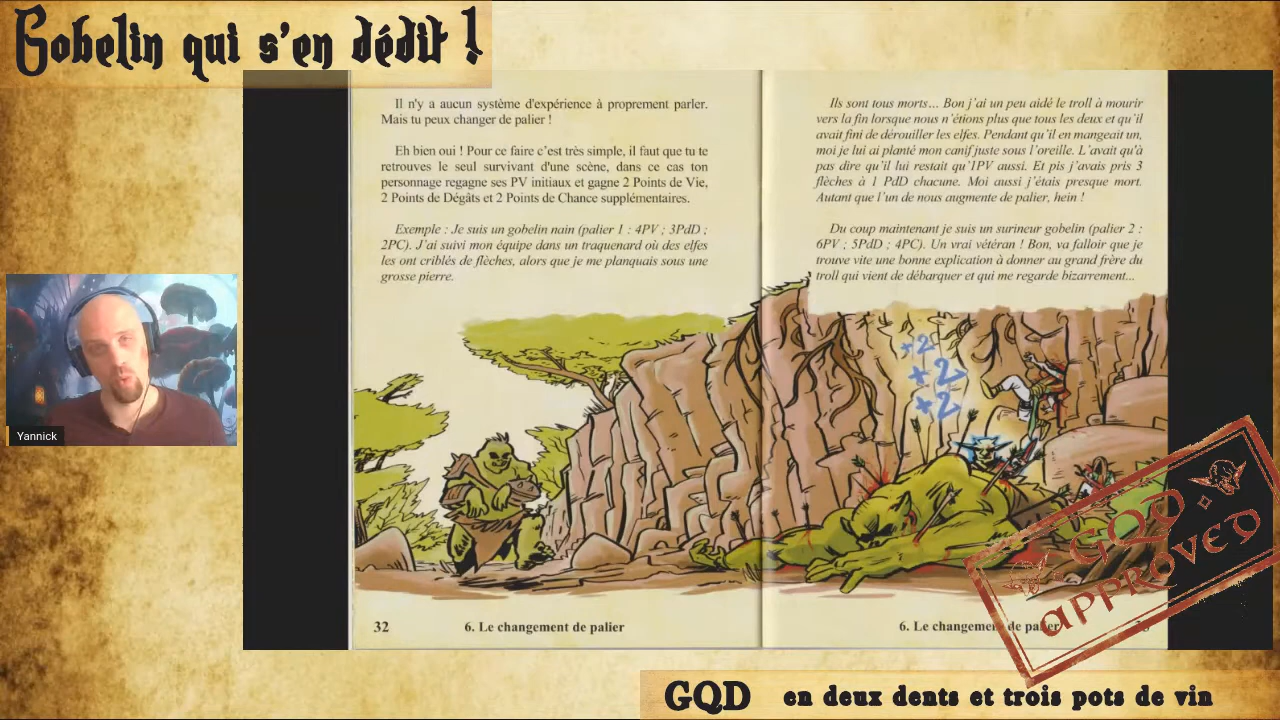 Gobelin qui s'en dédit !
Il n'y a aucun système d'expérience à proprement parler.
Mais tu peux changer de palier !
Eh bien oui ! Pour ce faire c'est très simple, il faut que tu te
retrouves le seul survivant d'une scène, dans ce cas ton
personnage regagne ses PV initiaux et gagne 2 Points de Vie,
2 Points de Dégâts et 2 Points de Chance supplémentaires.
Exemple : Je suis un gobelin nain (palier 1 : 4PV ; 3PdD ;
2PC). J'ai suivi mon équipe dans un traquenard où des elfes
les ont criblés de flèches, alors que je me planquais sous une
grosse pierre.
32
6. Le changement de palier
Ils sont tous morts… Bon j'ai un peu aidé le troll à mourir
vers la fin lorsque nous n'étions plus que tous les deux et qu'il
avait fini de dérouiller les elfes. Pendant qu'il en mangeait un,
moi je lui ai planté mon canif juste sous l'oreille. L'avait qu'à
pas dire qu'il lui restait qu'1PV aussi. Et pis j'avais pris 3
flèches à 1 PdD chacune. Moi aussi j'étais presque mort.
Autant que l'un de nous augmente de palier, hein !
Du coup maintenant je suis un surineur gobelin (palier 2 :
6PV ; 5PdD ; 4PC). Un vrai vétéran ! Bon, va falloir que je
trouve vite une bonne explication à donner au grand frère du
troll qui vient de débarquer et qui me regarde bizarrement...
+2
+2
+2
6. Le changement de palier
Yannick
GQD
APPROVED
GQD en deux dents et trois pots de vin